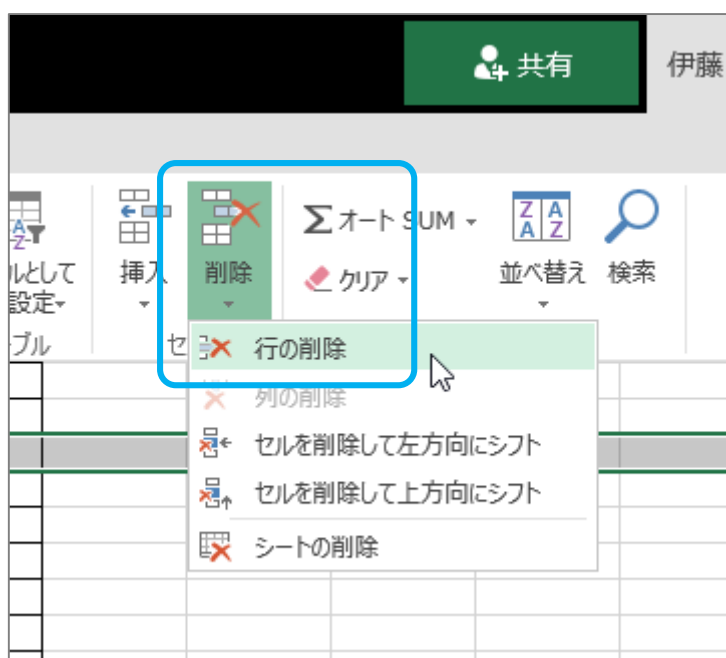 共有
伊藤
ルとして
設定
ブル
挿入
削除
セ
Σ オート SUM
クリア
Z A
A Z
並べ替え
検索
行の削除
列の削除
セルを削除して左方向にシフト
セルを削除して上方向にシフト
シートの削除